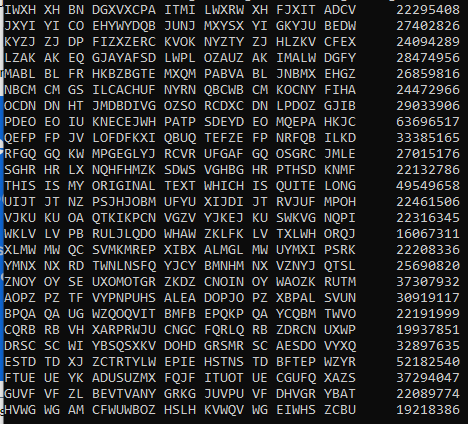 IWXH XH BN DGXVXCPA ITMI LWXRW XH FJXIT ADCV 22295408
JXYI YI CO EHYWYDQB JUNJ MXYSX YI GKYJU BEDW 27402826
KYZJ ZJ DP FIZXZERC KVOK NYZTY ZJ HLZKV CFEX 24094289
LZAK AK EQ GJAYAFSD LWPL OZAUZ AK IMALW DGFY 28474956
MABL BL FR HKBZBGTE MXQM PABVA BL JNBMX EHGZ 26859816
NBCM CM GS ILCACHUF NYRN QBCWB CM KOCNY FIHA 24472966
OCDN DN HT JMDBDIVG OZSO RCDXC DN LPDOZ GJIB 29033906
PDEO EO IU KNECEJWH PATP SDEYD EO MQEPA HKJC 63696517
QEFP FP JV LOFDFKXI QBUQ TEFZE FP NRFQB ILKD 33385165
RFGQ GQ KW MPGEGLYJ RCVR UFGAF GQ OSGRC JMLE 27015176
SGHR HR LX NQHFHMZK SDWS VGHBG HR PTHSD KNMF 22132786
THIS IS MY ORIGINAL TEXT WHICH IS QUITE LONG 49549658
UIJT JT NZ PSJHJOBM UFYU XIJDI JT RVJUF MPOH 22461506
VJKU KU OA QTKIKPCN VGZV YJKEJ KU SWKVG NQPI 22316345
WKLV LV PB RULJLQDO WHAW ZKLFK LV TXLWH ORQJ 16067311
XLMW MW QC SVMKMREP XIBX ALMGL MW UYMXI PSRK 22208336
YMNX NX RD TWNLNSFQ YJCY BMNHM NX VZNYJ QTSL 25690820
ZNOY OY SE UXOMOTGR ZKDZ CNOIN OY WAOZK RUTM 37307932
AOPZ PZ TF VYPNPUHS ALEA DOPJO PZ XBPAL SVUN 30919117
BPQA QA UG WZQOQVIT BMFB EPQKP QA YCQBM TWVO 22191999
CQRB RB VH XARPRWJU CNGC FQRLQ RB ZDRCN UXWP 19937851
DRSC SC WI YBSQSXKV DOHD GRSMR SC AESDO VYXQ 32897635
ESTD TD XJ ZCTRTYLW EPIE HSTNS TD BFTEP WZYR 52182540
FTUE UE YK ADUSUZMX FQJF ITUOT UE CGUFQ XAZS 37294047
GUVF VF ZL BEVTVANY GRKG JUVPU VF DHVGR YBAT 22089774
HVWG WG AM CFWUWBOZ HSLH KVWQV WG EIWHS ZCBU 19218386